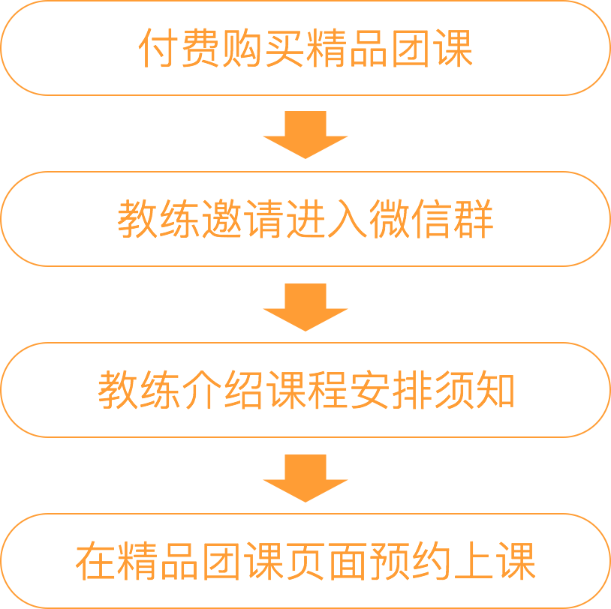 付费购买精品团课
教练邀请进入微信群
教练介绍课程安排须知
在精品团课页面预约上课